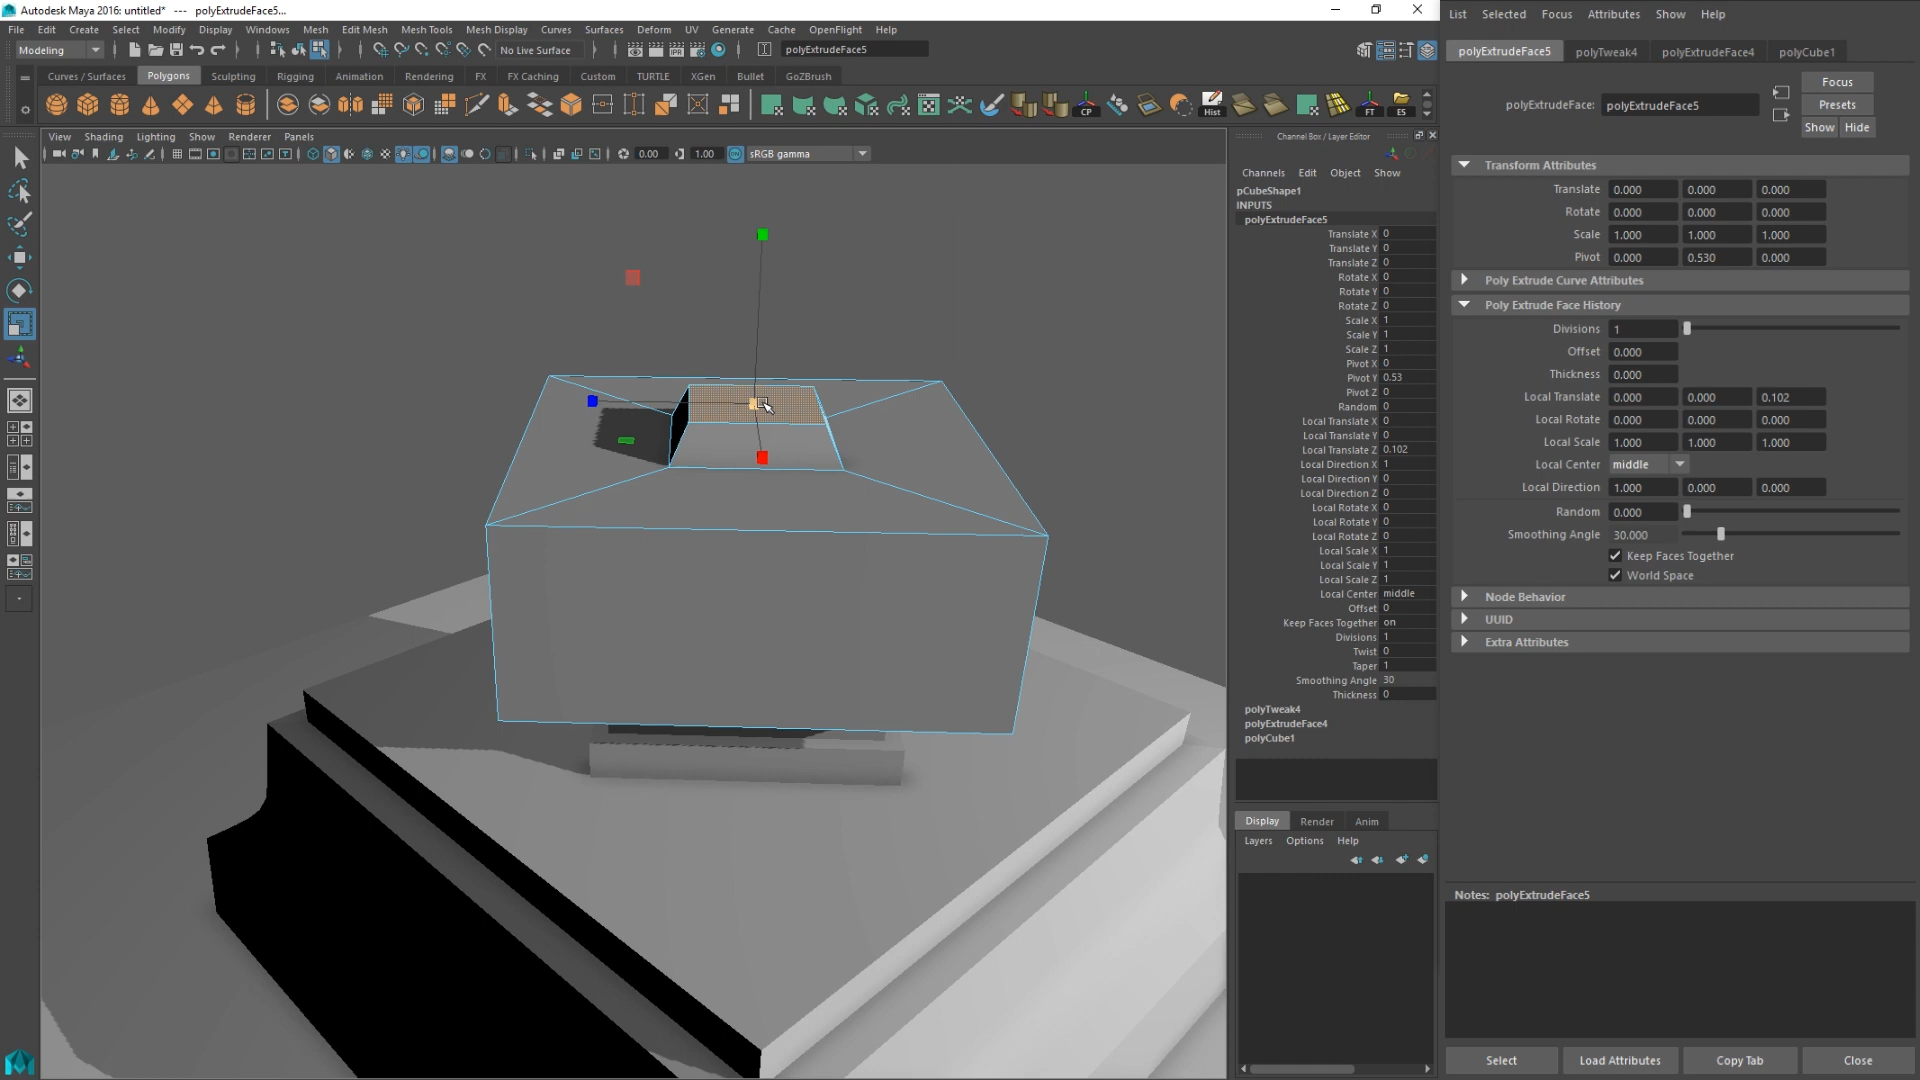 Autodesk Maya 2016: untitled*   ---   polyExtrudeFace5...
File Edit Create Select Modify Display Windows Mesh Edit Mesh Mesh Tools Mesh Display Curves Surfaces Deform UV Generate Cache OpenFlight Help
Modeling No Live Surface polyExtrudeFace5
Curves / Surfaces Polygons Sculpting Rigging Animation Rendering FX FX Caching Custom TURTLE XGen Bullet GoZBrush
CP Hist FT ES
View Shading Lighting Show Renderer Panels
0.00 1.00 sRGB gamma
Channel Box / Layer Editor
Channels Edit Object Show
pCubeShape1
INPUTS
polyExtrudeFace5
Translate X 0
Translate Y 0
Translate Z 0
Rotate X 0
Rotate Y 0
Rotate Z 0
Scale X 1
Scale Y 1
Scale Z 1
Pivot X 0
Pivot Y 0.53
Pivot Z 0
Random 0
Local Translate X 0
Local Translate Y 0
Local Translate Z 0.102
Local Direction X 1
Local Direction Y 0
Local Direction Z 0
Local Rotate X 0
Local Rotate Y 0
Local Rotate Z 0
Local Scale X 1
Local Scale Y 1
Local Scale Z 1
Local Center middle
Offset 0
Keep Faces Together on
Divisions 1
Twist 0
Taper 1
Smoothing Angle 30
Thickness 0
polyTweak4
polyExtrudeFace4
polyCube1
Display Render Anim
Layers Options Help
List Selected Focus Attributes Show Help
polyExtrudeFace5 polyTweak4 polyExtrudeFace4 polyCube1
Focus
polyExtrudeFace: polyExtrudeFace5 Presets
Show Hide
Transform Attributes
Translate 0.000 0.000 0.000
Rotate 0.000 0.000 0.000
Scale 1.000 1.000 1.000
Pivot 0.000 0.530 0.000
Poly Extrude Curve Attributes
Poly Extrude Face History
Divisions 1
Offset 0.000
Thickness 0.000
Local Translate 0.000 0.000 0.102
Local Rotate 0.000 0.000 0.000
Local Scale 1.000 1.000 1.000
Local Center middle
Local Direction 1.000 0.000 0.000
Random 0.000
Smoothing Angle 30.000
Keep Faces Together
World Space
Node Behavior
UUID
Extra Attributes
Notes: polyExtrudeFace5
Select Load Attributes Copy Tab Close